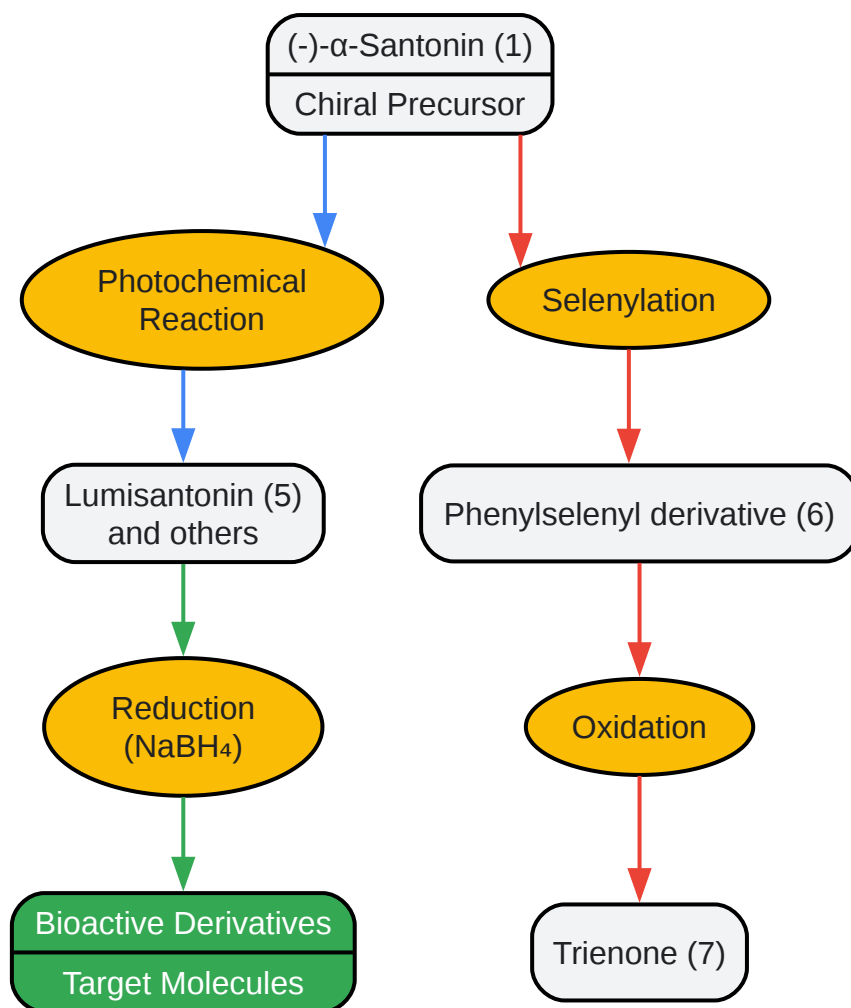 (-)-α-Santonin (1)
Chiral Precursor
Photochemical
Reaction
Selenylation
Lumisantonin (5)
and others
Phenylselenyl derivative (6)
Reduction
(NaBH₄)
Oxidation
Bioactive Derivatives
Target Molecules
Trienone (7)